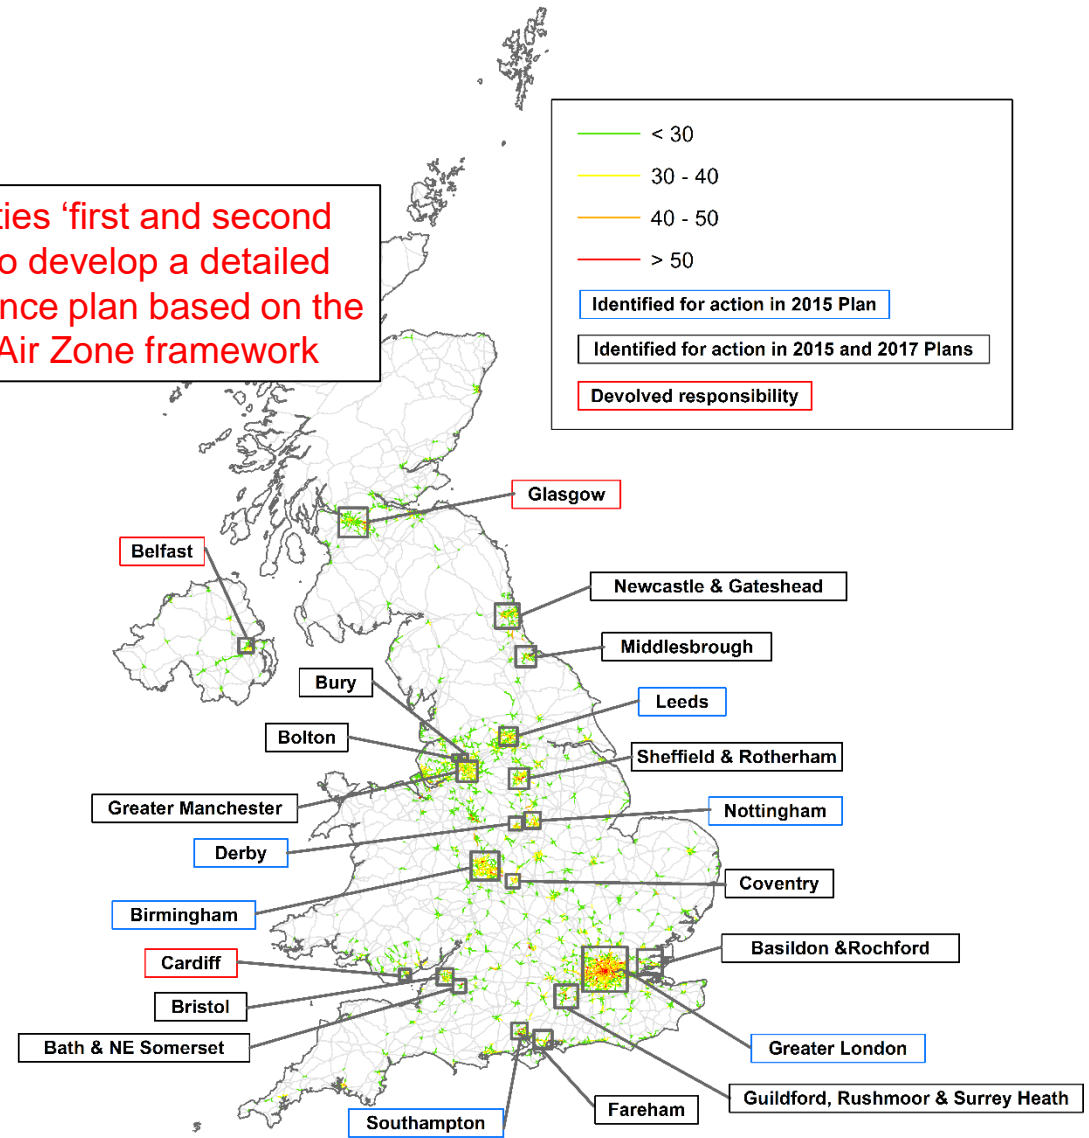 < 30
30 - 40
40 - 50
> 50
Identified for action in 2015 Plan
Identified for action in 2015 and 2017 Plans
Devolved responsibility
ties ‘first and second
o develop a detailed
nce plan based on the
Air Zone framework
Glasgow
Belfast
Newcastle & Gateshead
Middlesbrough
Bury
Leeds
Bolton
Sheffield & Rotherham
Greater Manchester
Nottingham
Derby
Coventry
Birmingham
Basildon &Rochford
Cardiff
Bristol
Bath & NE Somerset
Greater London
Guildford, Rushmoor & Surrey Heath
Fareham
Southampton